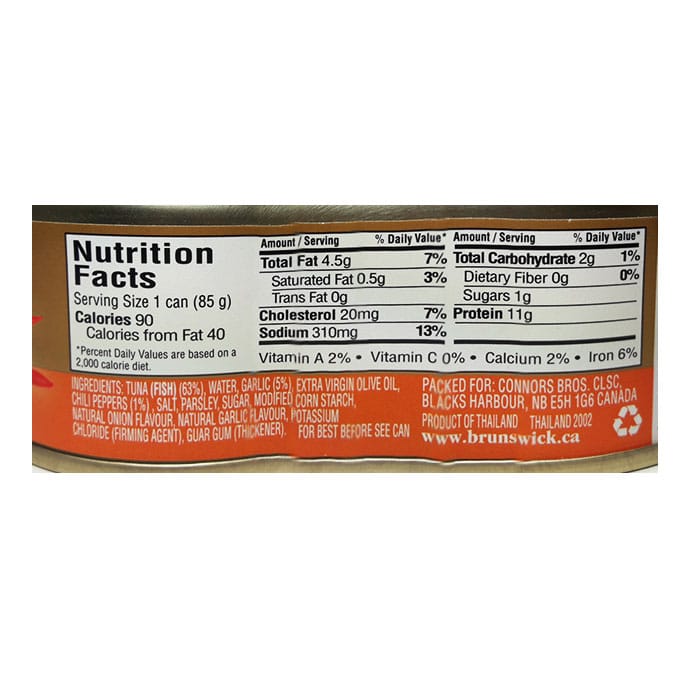 Nutrition
Facts
Serving Size 1 can (85 g)
Calories 90
Calories from Fat 40
*Percent Daily Values are based on a
2,000 calorie diet.
Amount / Serving % Daily Value*
Total Fat 4.5g 7%
Saturated Fat 0.5g 3%
Trans Fat 0g
Cholesterol 20mg 7%
Sodium 310mg 13%
Amount / Serving % Daily Value*
Total Carbohydrate 2g 1%
Dietary Fiber 0g 0%
Sugars 1g
Protein 11g
Vitamin A 2% • Vitamin C 0% • Calcium 2% • Iron 6%
INGREDIENTS: TUNA (FISH) (63%), WATER, GARLIC (5%), EXTRA VIRGIN OLIVE OIL,
CHILI PEPPERS (1%), SALT, PARSLEY, SUGAR, MODIFIED CORN STARCH,
NATURAL ONION FLAVOUR, NATURAL GARLIC FLAVOUR, POTASSIUM
CHLORIDE (FIRMING AGENT), GUAR GUM (THICKENER). FOR BEST BEFORE SEE CAN
PACKED FOR: CONNORS BROS. CLSC,
BLACKS HARBOUR, NB E5H 1G6 CANADA
PRODUCT OF THAILAND THAILAND 2002
www.brunswick.ca